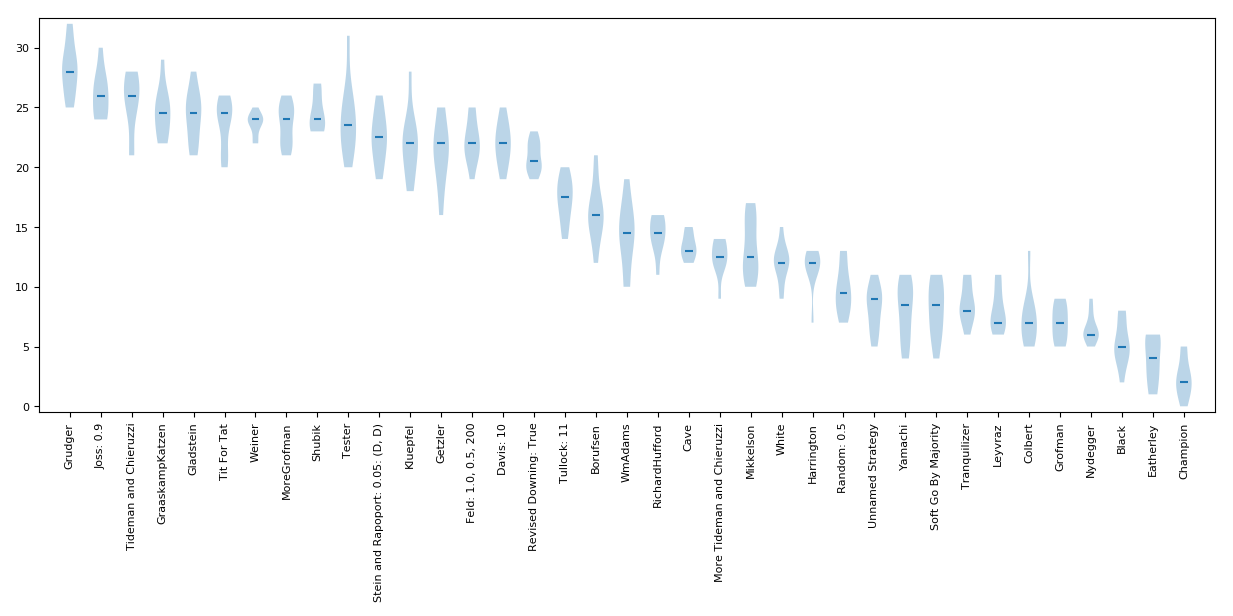 30
25
20
15
10
5
0
Grudger
Joss: 0.9
Tideman and Chieruzzi
GraaskampKatzen
Gladstein
Tit For Tat
Weiner
MoreGrofman
Shubik
Tester
Stein and Rapoport: 0.05: (D, D)
Kluepfel
Getzler
Feld: 1.0, 0.5, 200
Davis: 10
Revised Downing: True
Tullock: 11
Borufsen
WmAdams
RichardHufford
Cave
More Tideman and Chieruzzi
Mikkelson
White
Harrington
Random: 0.5
Unnamed Strategy
Yamachi
Soft Go By Majority
Tranquilizer
Leyvraz
Colbert
Grofman
Nydegger
Black
Eatherley
Champion